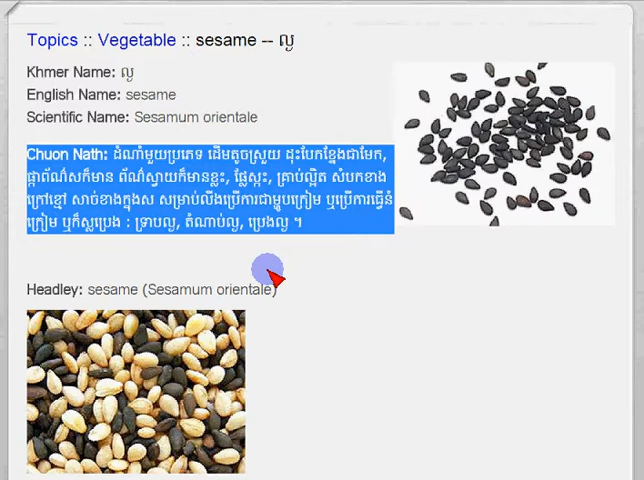 Topics :: Vegetable :: sesame -- ល្ង
Khmer Name: ល្ង
English Name: sesame
Scientific Name: Sesamum orientale
Chuon Nath: ដំណាំមួយប្រភេទ ដើមតូចស្រួយ ដុះបែកខ្នែងជាមែក,
ផ្កាព័ណ៌សក៏មាន ព័ណ៌ស្វាយក៏មានខ្លះ, ផ្លែស្កុះ, គ្រាប់ល្អិត សំបកខាង
ក្រៅខ្មៅ សាច់ខាងក្នុងស សម្រាប់លីងប្រើការជាម្ហូបក្រៀម ឬប្រើការធ្វើនំ
ក្រៀម ឬក៏ស្លប្រេង : ទ្រាបល្ង, តំណាប់ល្ង, ប្រេងល្ង ។
Headley: sesame (Sesamum orientale)